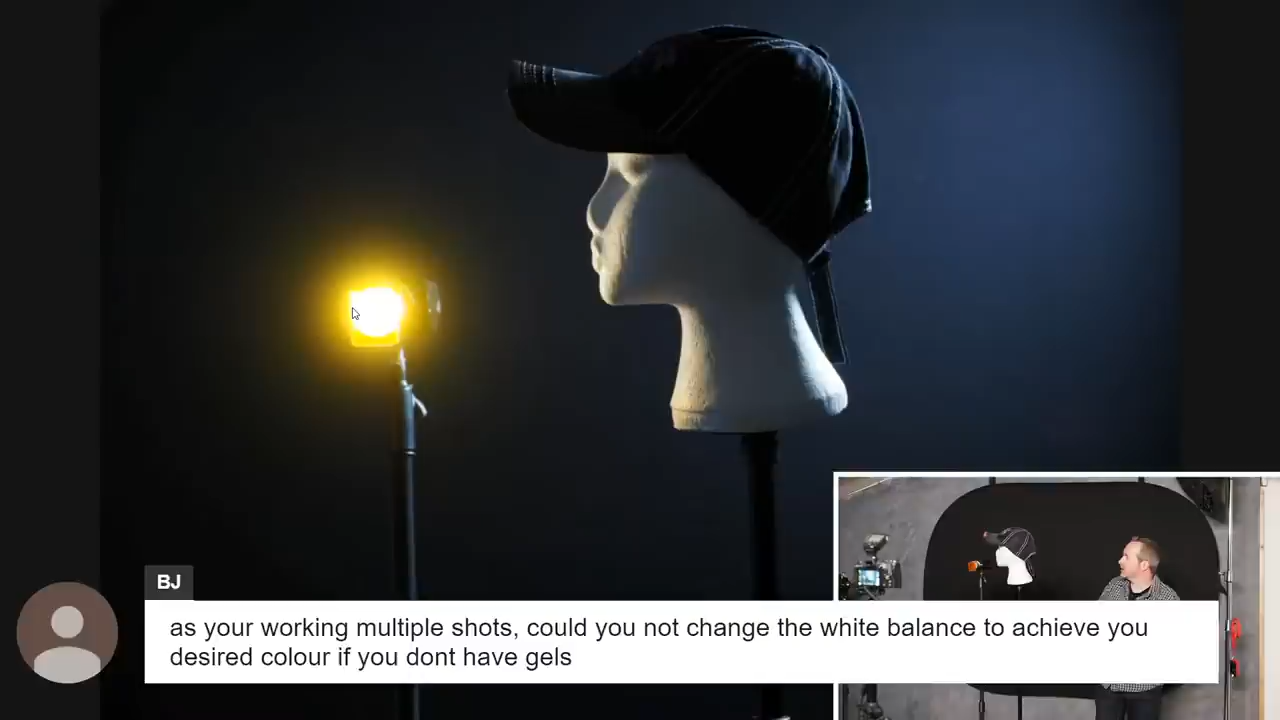 BJ
as your working multiple shots, could you not change the white balance to achieve you
desired colour if you dont have gels